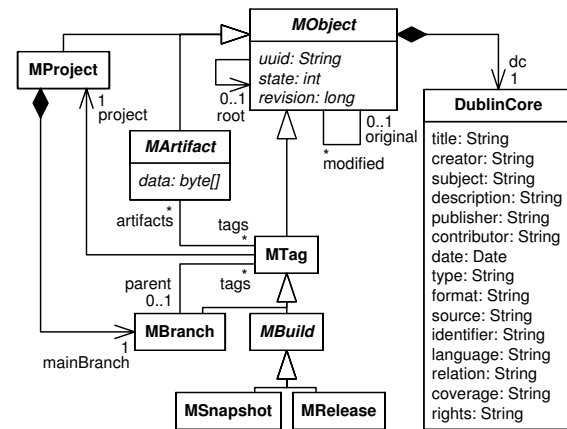 MObject
uuid: String
state: int
revision: long
0..1
root
0..1
original
*
modified
dc
1
MProject
1
project
DublinCore
title: String
creator: String
subject: String
description: String
publisher: String
contributor: String
date: Date
type: String
format: String
source: String
identifier: String
language: String
relation: String
coverage: String
rights: String
MArtifact
data: byte[]
*
artifacts
tags
*
MTag
*
tags
parent
0..1
MBranch
1
mainBranch
MBuild
MSnapshot
MRelease